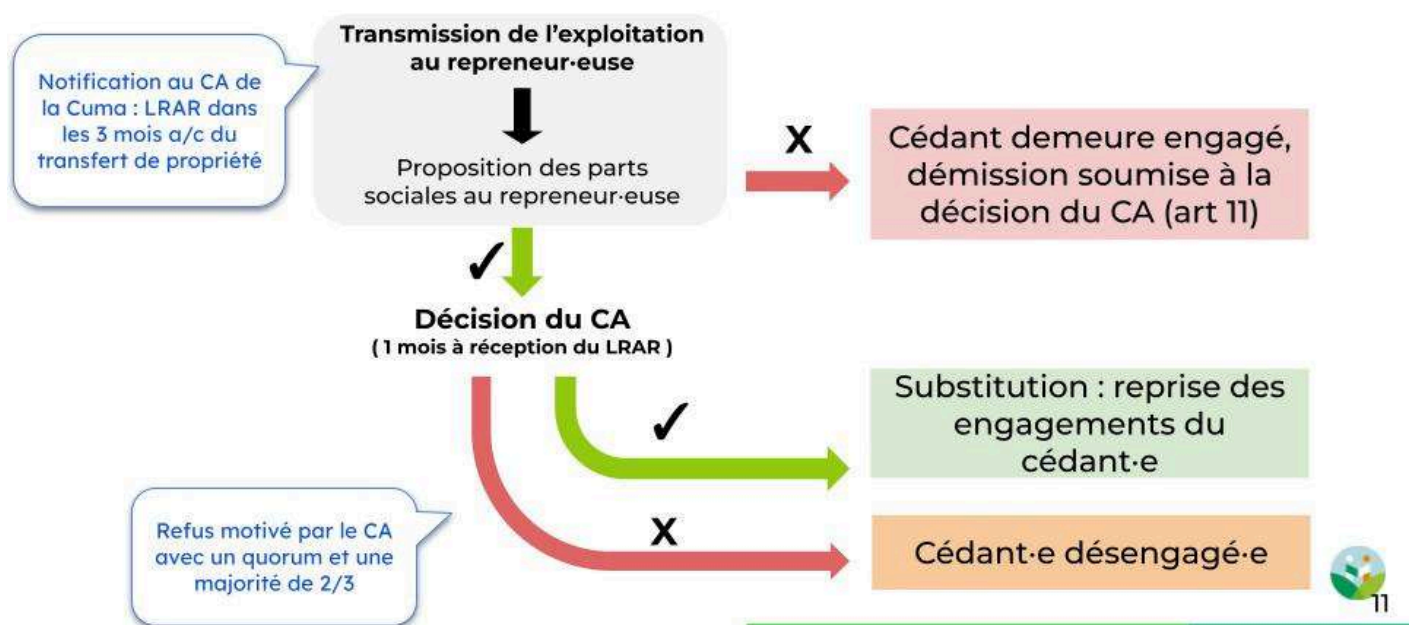 Transmission de l'exploitation
au repreneur·euse
Notification au CA de
la Cuma : LRAR dans
les 3 mois a/c du
transfert de propriété
Proposition des parts
sociales au repreneur·euse
X
Cédant demeure engagé,
démission soumise à la
décision du CA (art 11)
✓
Décision du CA
( 1 mois à réception du LRAR )
✓
Substitution : reprise des
engagements du
cédant·e
Refus motivé par le CA
avec un quorum et une
majorité de 2/3
X
Cédant·e désengagé·e
11